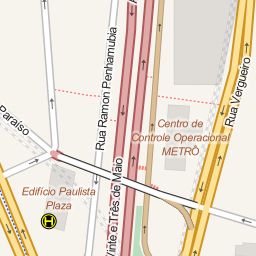 Rua Ramon Penhamubia
Rua Vergueiro
Centro de
Controle Operacional
METRÔ
Paraíso
Vinte e Três de Maio
Edifício Paulista
Plaza
H